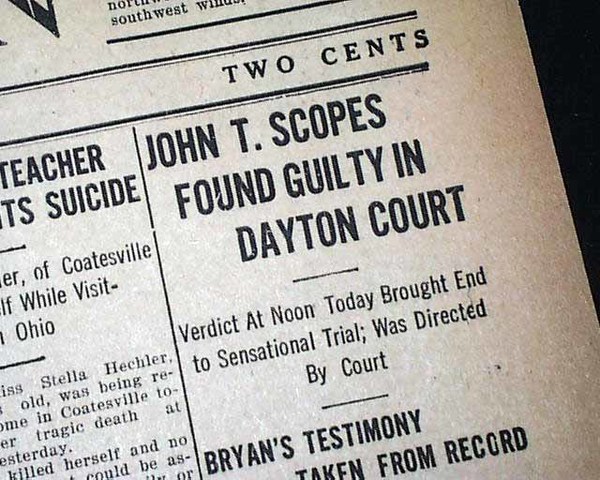 southwest winds.
TWO CENTS
TEACHER
TS SUICIDE
er, of Coatesville
lf While Visit-
Ohio
iss Stella Hechler,
old, was being re-
ome in Coatesville to-
er tragic death at
esterday.
killed herself and no
could be as-
or
JOHN T. SCOPES
FOUND GUILTY IN
DAYTON COURT
Verdict At Noon Today Brought End
to Sensational Trial; Was Directed
By Court
BRYAN'S TESTIMONY
TAKEN FROM RECORD